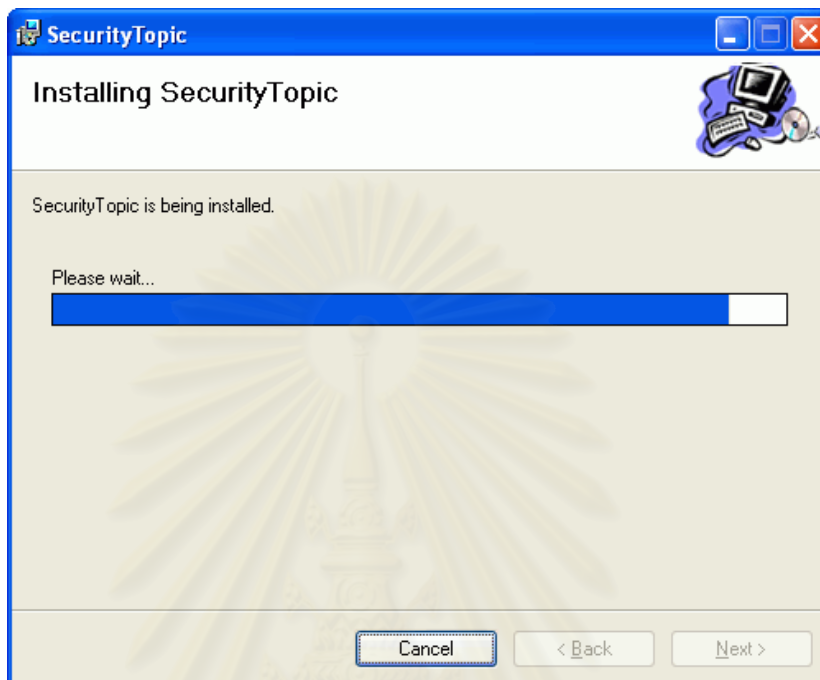 SecurityTopic
Installing SecurityTopic
SecurityTopic is being installed.
Please wait...
Cancel
< Back
Next >